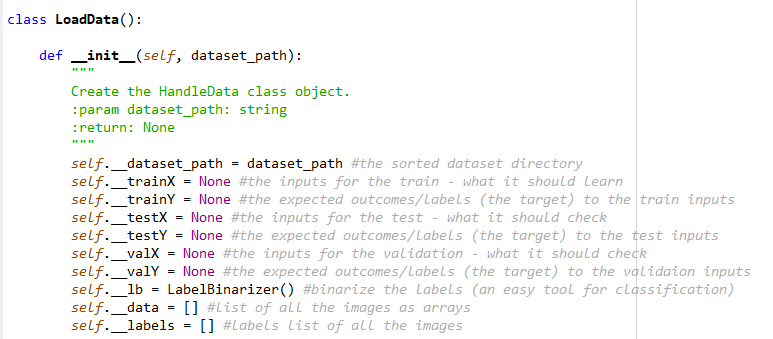 class LoadData():
def __init__(self, dataset_path):
"""
Create the HandleData class object.
:param dataset_path: string
:return: None
"""
self.__dataset_path = dataset_path #the sorted dataset directory
self.__trainX = None #the inputs for the train - what it should learn
self.__trainY = None #the expected outcomes/labels (the target) to the train inputs
self.__testX = None #the inputs for the test - what it should check
self.__testY = None #the expected outcomes/labels (the target) to the test inputs
self.__valX = None #the inputs for the validation - what it should check
self.__valY = None #the expected outcomes/labels (the target) to the validaion inputs
self.__lb = LabelBinarizer() #binarize the labels (an easy tool for classification)
self.__data = [] #list of all the images as arrays
self.__labels = [] #labels list of all the images